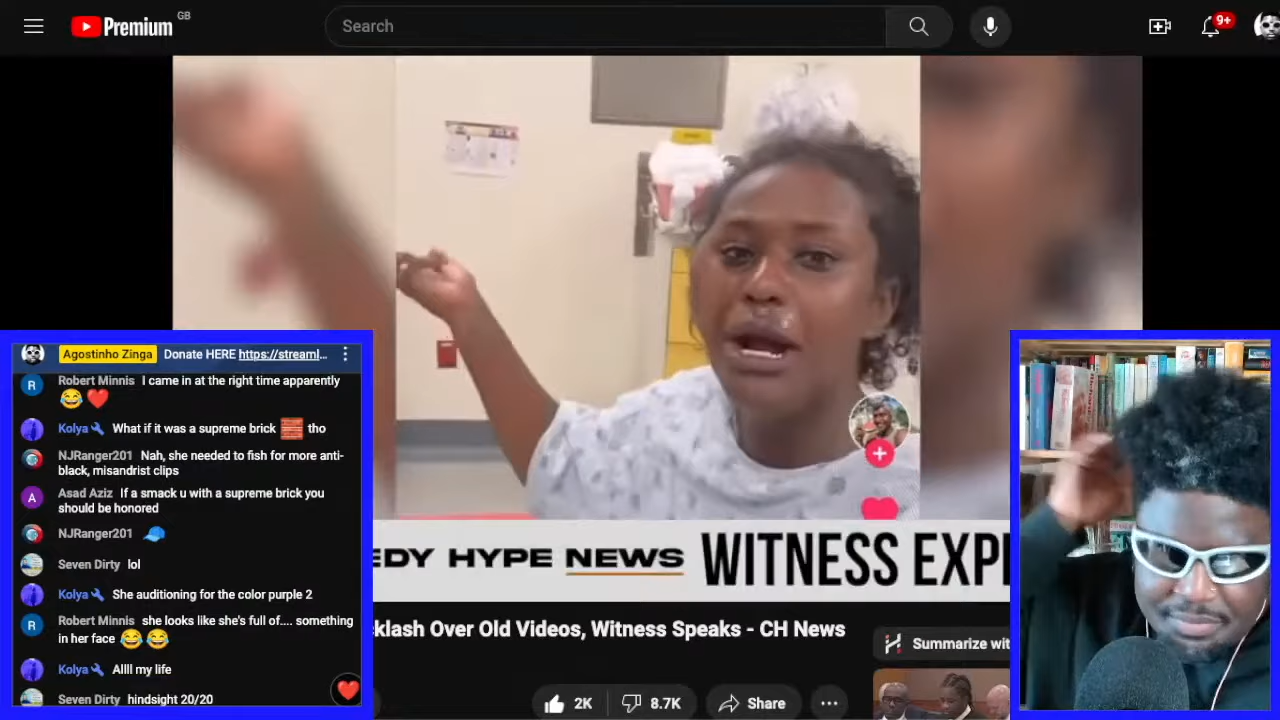 Premium GB
Search
9+
Agostinho Zinga Donate HERE https://streaml...
Robert Minnis I came in at the right time apparently
Kolya What if it was a supreme brick tho
NJRanger201 Nah, she needed to fish for more anti-
black, misandrist clips
Asad Aziz If a smack u with a supreme brick you
should be honored
NJRanger201
Seven Dirty lol
Kolya She auditioning for the color purple 2
Robert Minnis she looks like she's full of.... something
in her face
Kolya Allll my life
Seven Dirty hindsight 20/20
EDY HYPE NEWS WITNESS EXP
klash Over Old Videos, Witness Speaks - CH News
Summarize wit
2K 8.7K Share